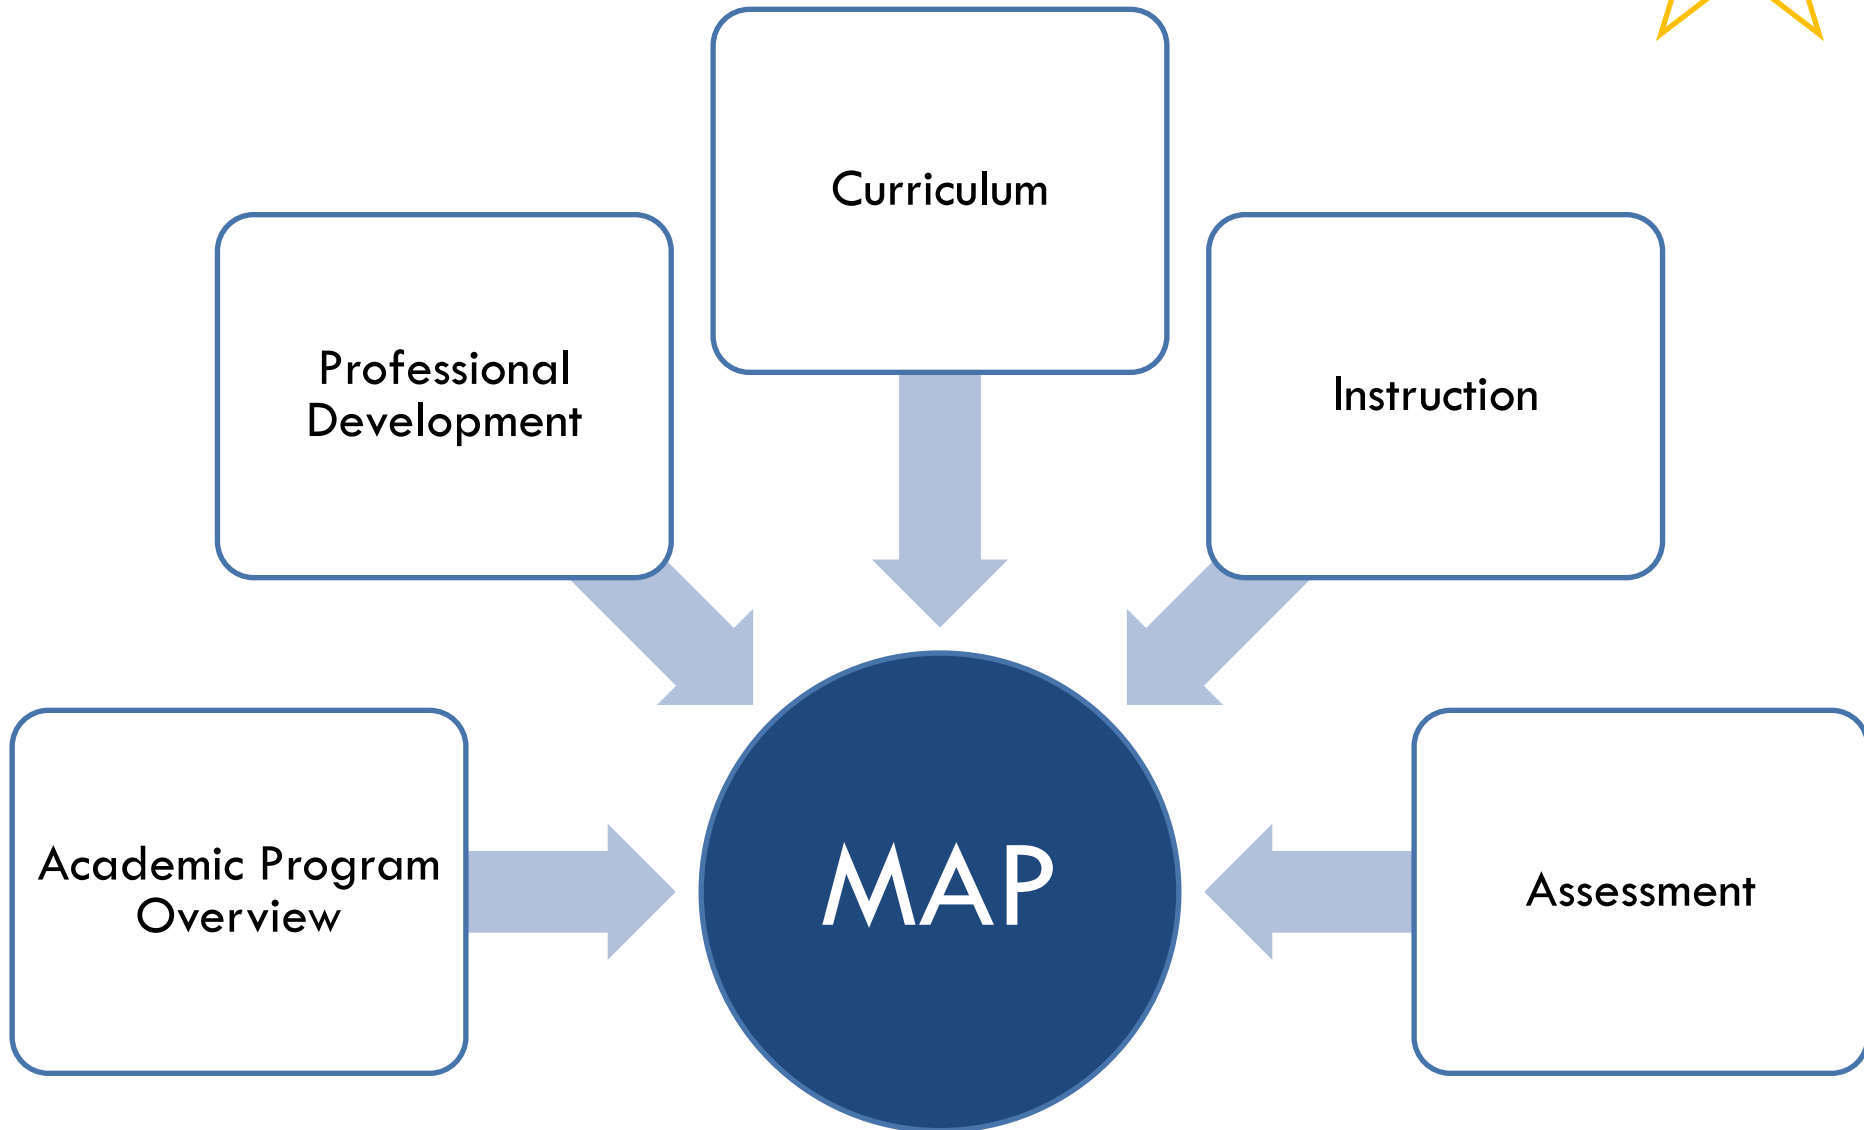 Curriculum
Professional
Development
Instruction
Academic Program
Overview
MAP
Assessment